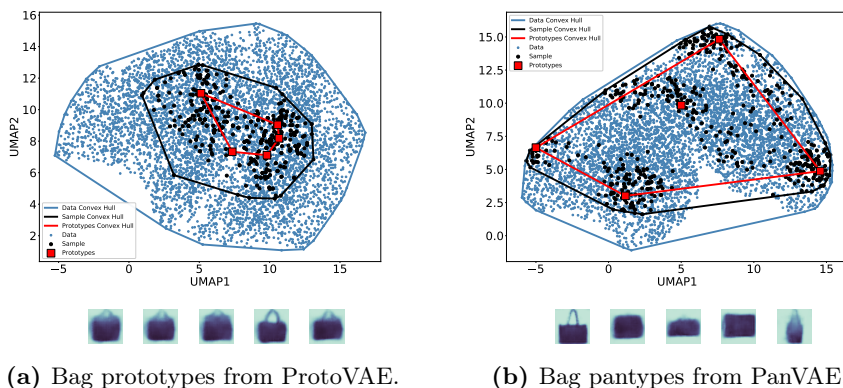 16
14
12
10
8
6
4
2
UMAP2
−5
0
5
10
15
UMAP1
Data Convex Hull
Sample Convex Hull
Prototypes Convex Hull
Data
Sample
Prototypes
(a) Bag prototypes from ProtoVAE.
15.0
12.5
10.0
7.5
5.0
2.5
0.0
UMAP2
−5
0
5
10
15
UMAP1
Data Convex Hull
Sample Convex Hull
Prototypes Convex Hull
Data
Sample
Prototypes
(b) Bag pantypes from PanVAE